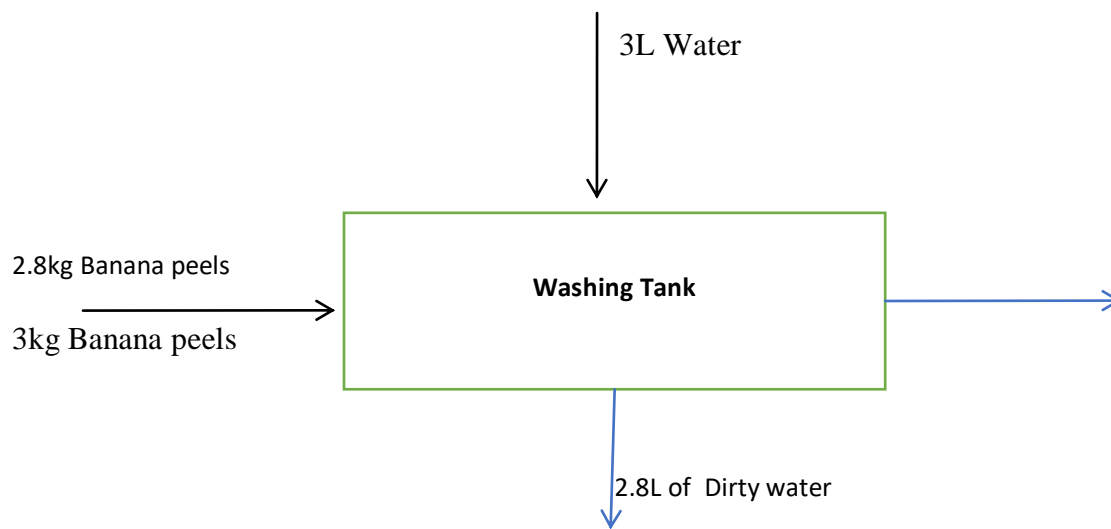 3L Water
2.8kg Banana peels
Washing Tank
3kg Banana peels
2.8L of Dirty water